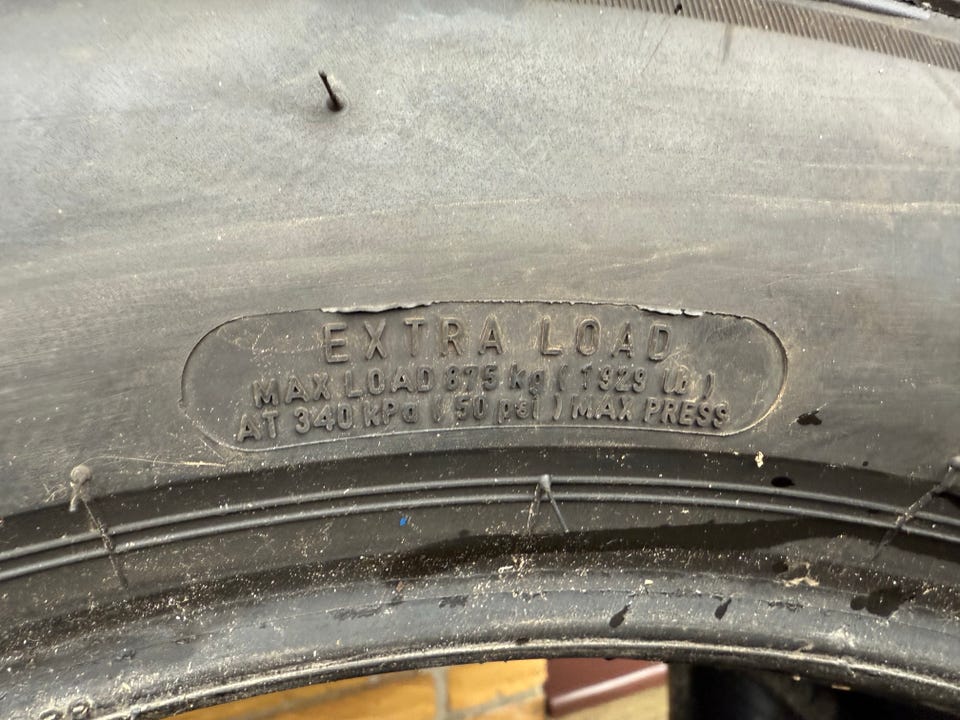 EXTRA LOAD
MAX LOAD 875 kg ( 1929 lb )
AT 340 kPa ( 50 psi ) MAX PRESS